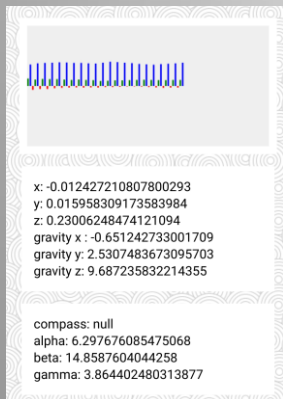 x: -0.012427210807800293
y: 0.015958309173583984
z: 0.23006248474121094
gravity x : -0.651242733001709
gravity y: 2.5307483673095703
gravity z: 9.687235832214355
compass: null
alpha: 6.297676085475068
beta: 14.8587604044258
gamma: 3.864402480313877